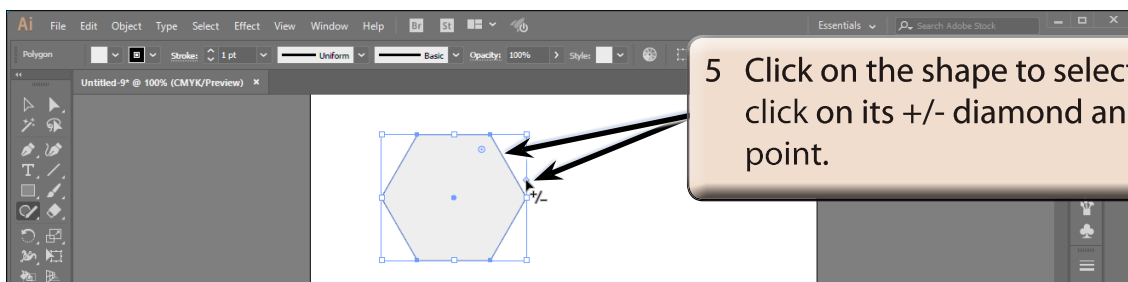 Ai File Edit Object Type Select Effect View Window Help Br St Essentials Search Adobe Stock
Polygon Stroke: 1 pt Uniform Basic Opacity: 100% Style:
Untitled-9* @ 100% (CMYK/Preview) ×
5 Click on the shape to select
click on its +/- diamond an
point.
+/-